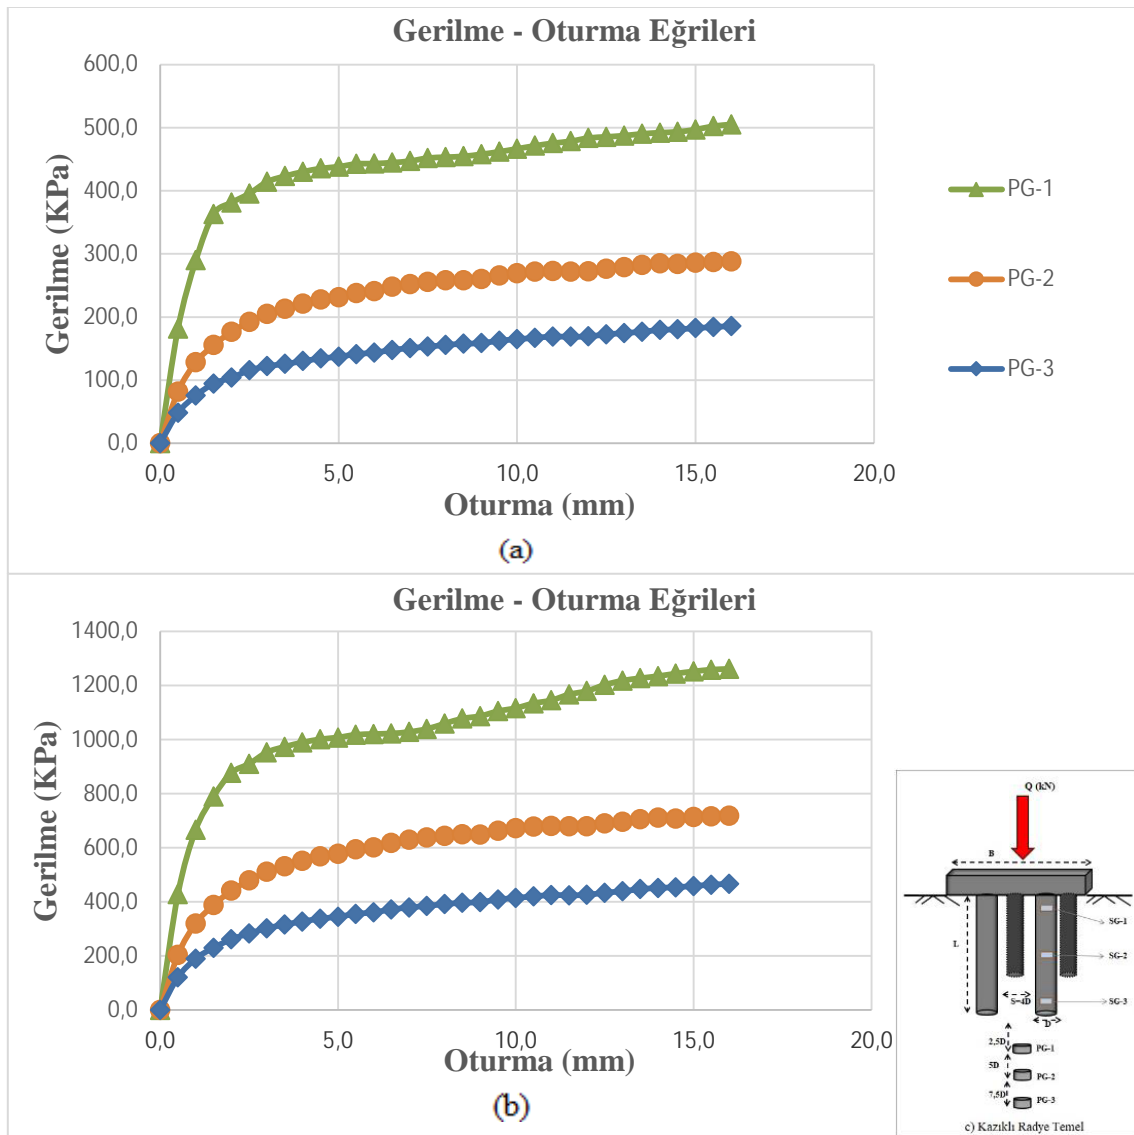 Gerilme - Oturma Eğrileri
600,0
500,0
400,0
300,0
200,0
100,0
0,0
Gerilme (KPa)
0,0 5,0 10,0 15,0 20,0
Oturma (mm)
PG-1
PG-2
PG-3
(a)
Gerilme - Oturma Eğrileri
1400,0
1200,0
1000,0
800,0
600,0
400,0
200,0
0,0
Gerilme (KPa)
0,0 5,0 10,0 15,0 20,0
Oturma (mm)
(b)
Q (kN)
B
L
SG-1
SG-2
SG-3
S=4D
D
2,5D
PG-1
5D
PG-2
7,5D
PG-3
c) Kazıklı Radye Temel